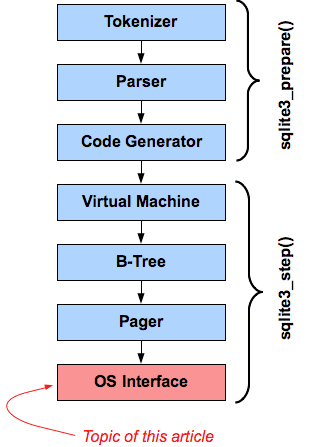 Tokenizer
Parser
Code Generator
sqlite3_prepare()
Virtual Machine
B-Tree
Pager
OS Interface
sqlite3_step()
Topic of this article